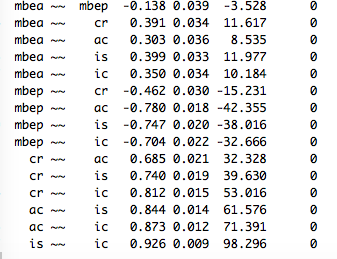 mbea ~~ mbep -0.138 0.039 -3.528 0
mbea ~~ cr 0.391 0.034 11.617 0
mbea ~~ ac 0.303 0.036 8.535 0
mbea ~~ is 0.399 0.033 11.977 0
mbea ~~ ic 0.350 0.034 10.184 0
mbep ~~ cr -0.462 0.030 -15.231 0
mbep ~~ ac -0.780 0.018 -42.355 0
mbep ~~ is -0.747 0.020 -38.016 0
mbep ~~ ic -0.704 0.022 -32.666 0
cr ~~ ac 0.685 0.021 32.328 0
cr ~~ is 0.740 0.019 39.630 0
cr ~~ ic 0.812 0.015 53.016 0
ac ~~ is 0.844 0.014 61.576 0
ac ~~ ic 0.873 0.012 71.391 0
is ~~ ic 0.926 0.009 98.296 0